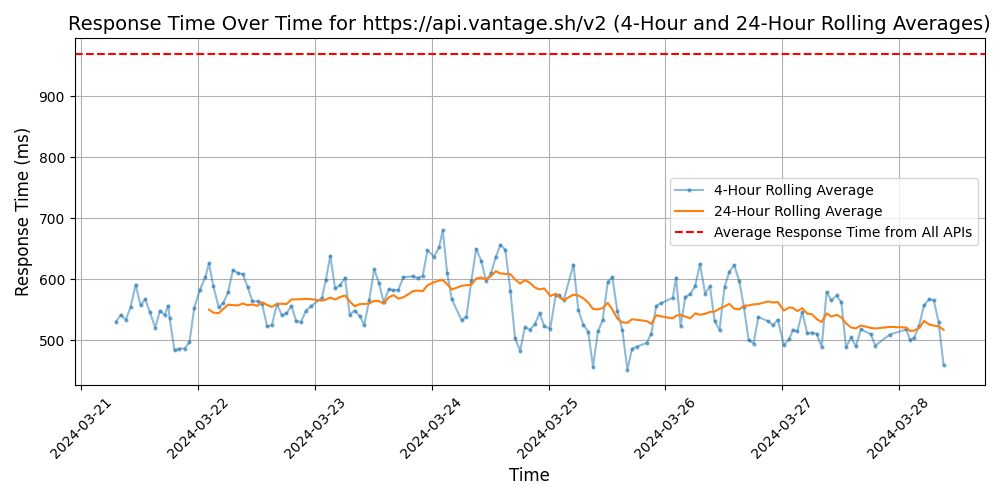 Response Time Over Time for https://api.vantage.sh/v2 (4-Hour and 24-Hour Rolling Averages)
Response Time (ms)
900
800
700
600
500
4-Hour Rolling Average
24-Hour Rolling Average
Average Response Time from All APIs
2024-03-21
2024-03-22
2024-03-23
2024-03-24
2024-03-25
2024-03-26
2024-03-27
2024-03-28
Time